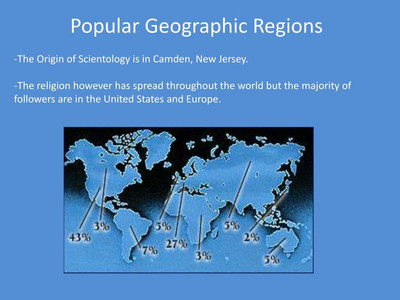 Popular Geographic Regions
-The Origin of Scientology is in Camden, New Jersey.
-The religion however has spread throughout the world but the majority of
followers are in the United States and Europe.
43%
3%
7%
5%
27%
3%
5%
2%
5%